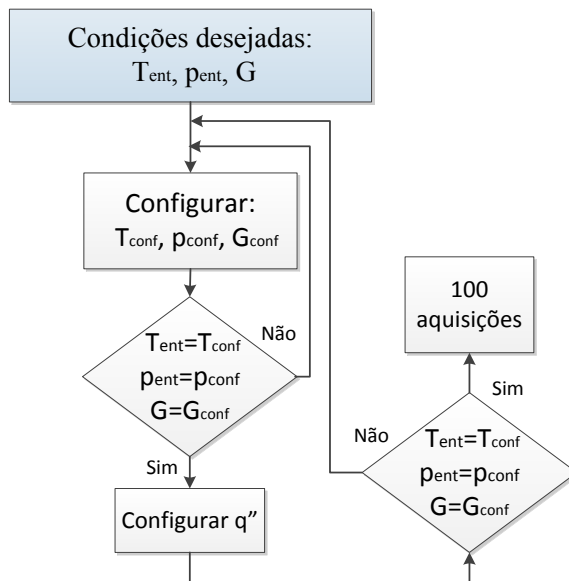 Condições desejadas:
Tent, pent, G
Configurar:
Tconf, pconf, Gconf
Tent=Tconf
pent=pconf
G=Gconf
Não
Sim
Configurar q”
100
aquisições
Sim
Não
Tent=Tconf
pent=pconf
G=Gconf